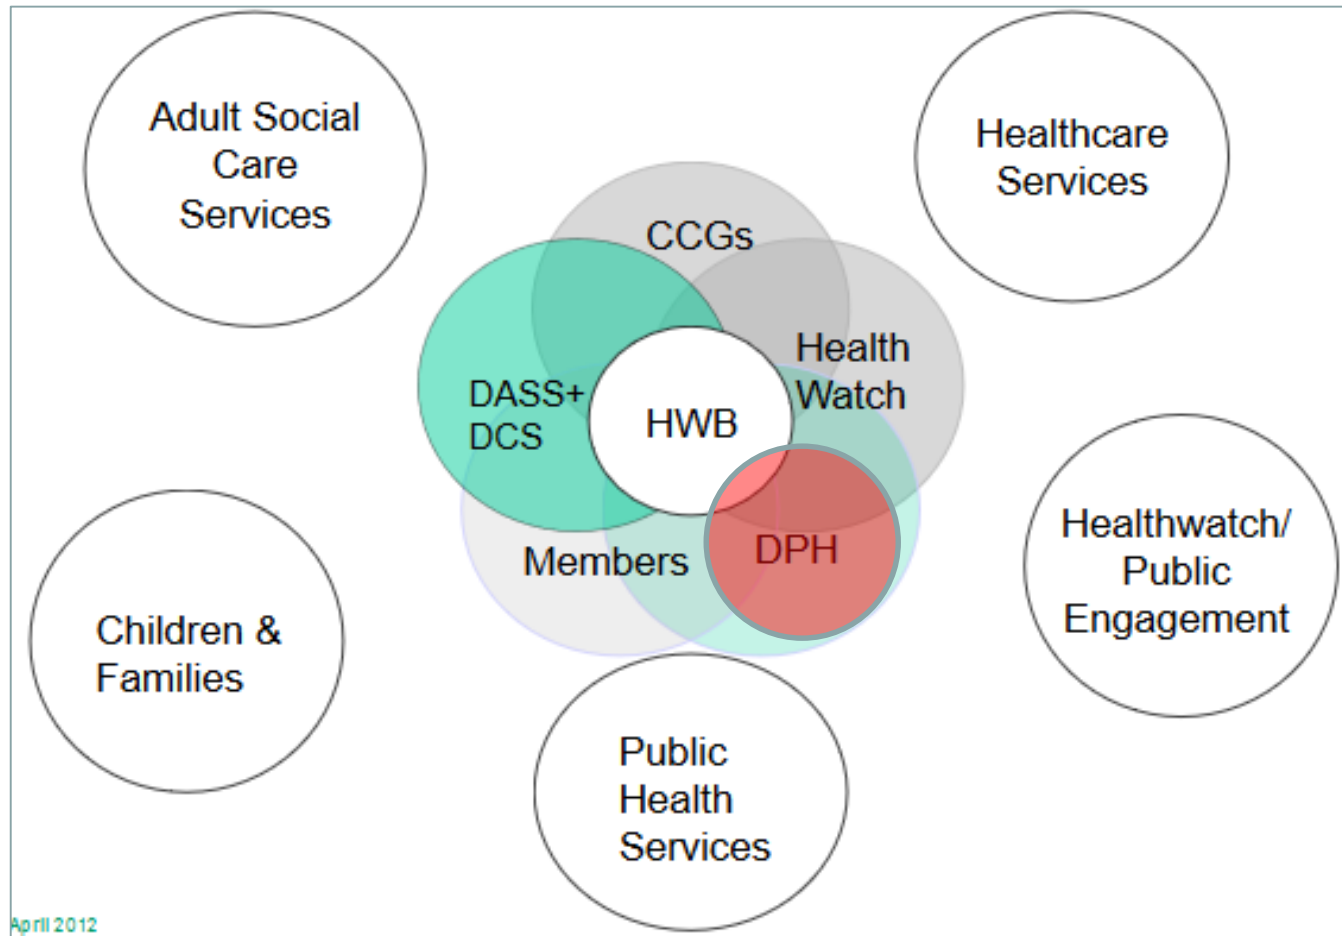 Adult Social
Care
Services
Healthcare
Services
CCGs
Health
Watch
DASS+
DCS
HWB
Members
DPH
Healthwatch/
Public
Engagement
Children &
Families
Public
Health
Services
April 2012